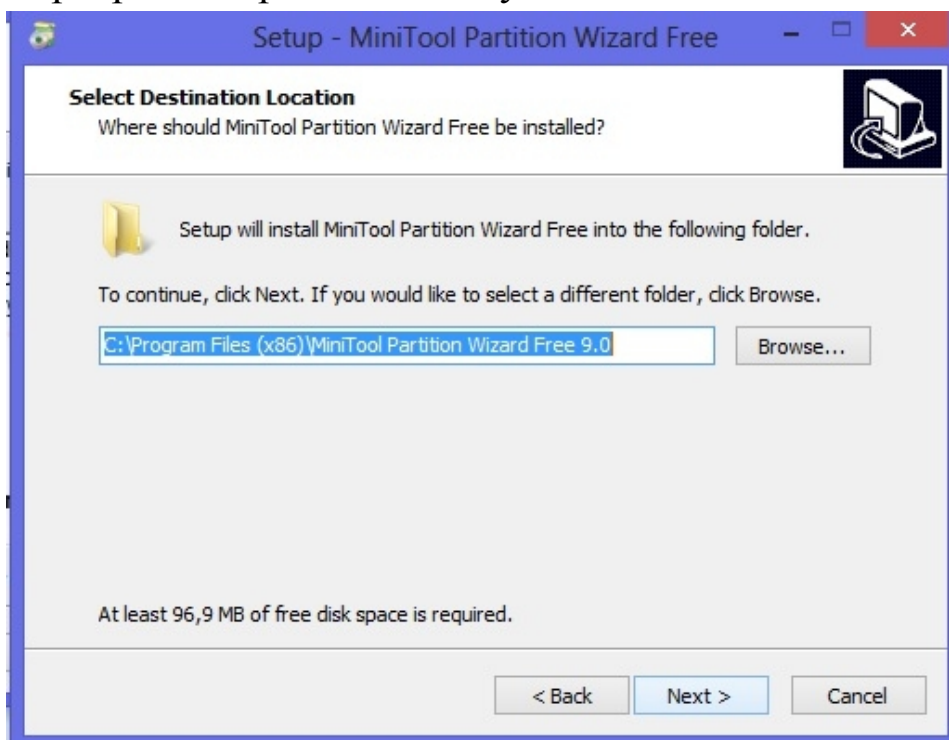 Setup - MiniTool Partition Wizard Free
Select Destination Location
Where should MiniTool Partition Wizard Free be installed?
Setup will install MiniTool Partition Wizard Free into the following folder.
To continue, click Next. If you would like to select a different folder, click Browse.
C:\Program Files (x86)\MiniTool Partition Wizard Free 9.0
Browse...
At least 96,9 MB of free disk space is required.
< Back
Next >
Cancel